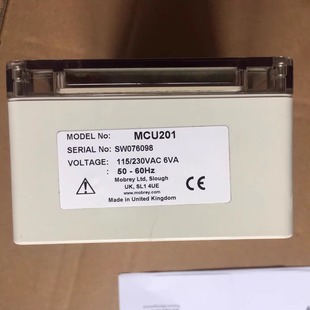 MODEL No: MCU201
SERIAL No: SW076098
VOLTAGE: 115/230VAC 6VA
: 50 - 60Hz
Mobrey Ltd, Slough
UK, SL1 4UE
www.mobrey.com
Made in United Kingdom
CE